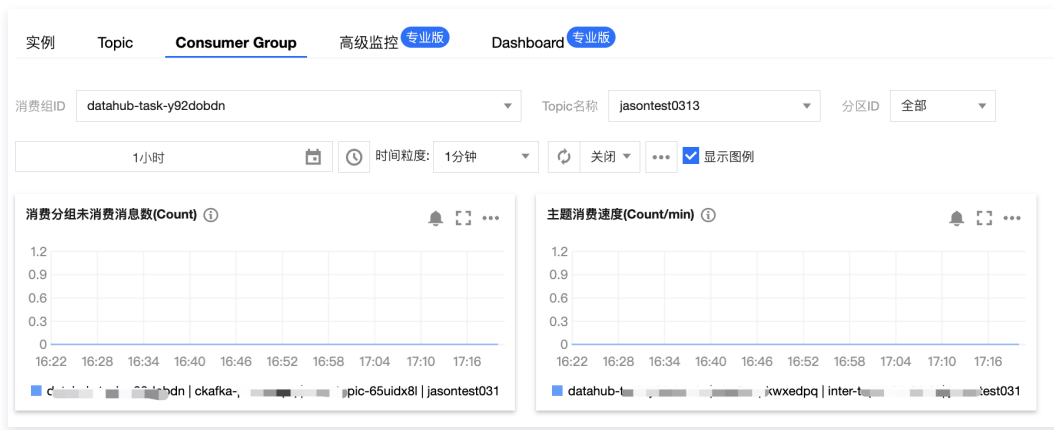 实例 Topic Consumer Group 高级监控 专业版 Dashboard 专业版
消费组ID datahub-task-y92dobdn Topic名称 jasontest0313 分区ID 全部
1小时 时间粒度: 1分钟 关闭 显示图例
消费分组未消费消息数(Count)
1.2
0.9
0.6
0.3
0
16:22 16:28 16:34 16:40 16:46 16:52 16:58 17:04 17:10 17:16
| ckafka- pic-65uidx8l | jasontest031
主题消费速度(Count/min)
1.2
0.9
0.6
0.3
0
16:22 16:28 16:34 16:40 16:46 16:52 16:58 17:04 17:10 17:16
datahub- kwxedpq | inter- test031